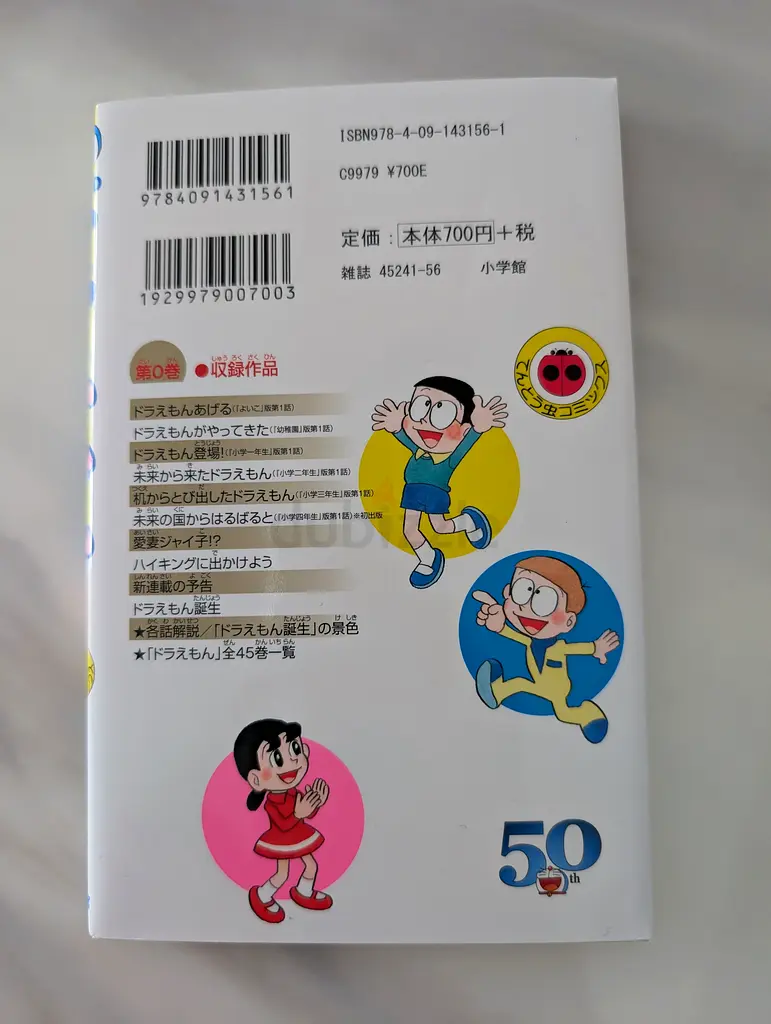 ISBN978-4-09-143156-1
9784091431561
C9979 ¥700E
定価：本体700円+税
1929979007003
雑誌 45241-56 小学館
第0巻 ●収録作品
てんとう虫コミックス
ドラえもんあげる(「よいこ」版第1話)
ドラえもんがやってきた(「幼稚園」版第1話)
ドラえもん登場!(「小学一年生」版第1話)
未来から来たドラえもん(「小学二年生」版第1話)
机からとび出したドラえもん(「小学三年生」版第1話)
未来の国からはるばると(「小学四年生」版第1話)※初出版
愛妻ジャイ子!?
ハイキングに出かけよう
新連載の予告
ドラえもん誕生
★各話解説/「ドラえもん誕生」の景色
★「ドラえもん」全45巻一覧
50th